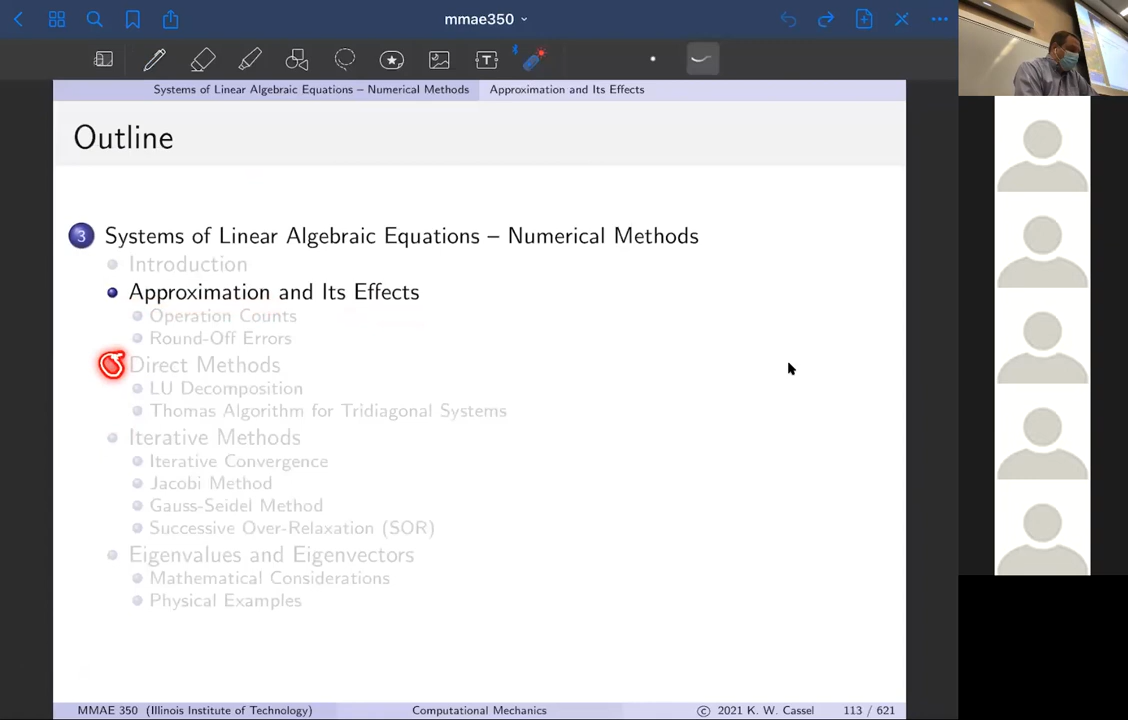 mmae350
Systems of Linear Algebraic Equations – Numerical Methods
Approximation and Its Effects
Outline
3 Systems of Linear Algebraic Equations – Numerical Methods
Introduction
Approximation and Its Effects
Operation Counts
Round-Off Errors
Direct Methods
LU Decomposition
Thomas Algorithm for Tridiagonal Systems
Iterative Methods
Iterative Convergence
Jacobi Method
Gauss-Seidel Method
Successive Over-Relaxation (SOR)
Eigenvalues and Eigenvectors
Mathematical Considerations
Physical Examples
MMAE 350 (Illinois Institute of Technology) Computational Mechanics © 2021 K. W. Cassel 113 / 621